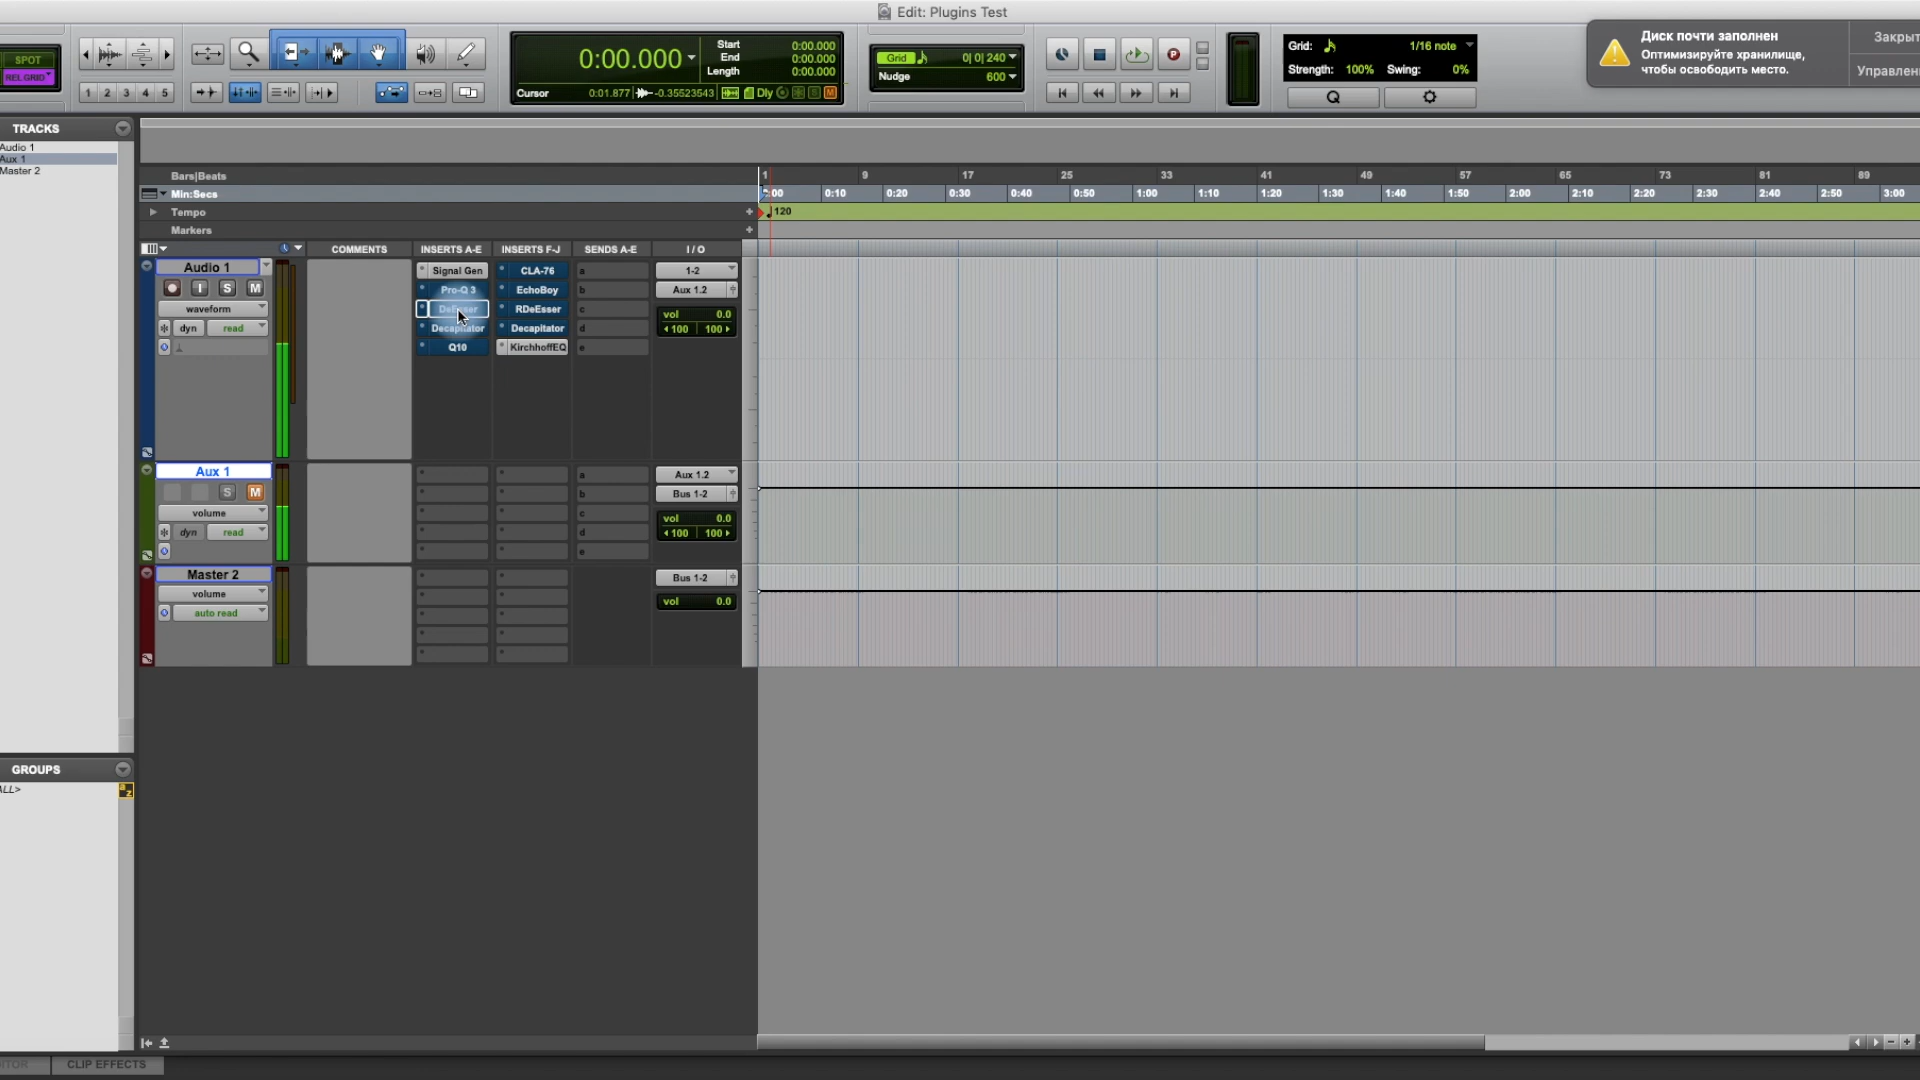 Edit: Plugins Test
SPOT
REL GRID
1 2 3 4 5
0:00.000
Start 0:00.000
End 0:00.000
Length 0:00.000
Cursor 0:01.877 -0.35523543 Dly
Grid 0| 0| 240
Nudge 600
Grid: 1/16 note
Strength: 100% Swing: 0%
Q
Диск почти заполнен
Оптимизируйте хранилище,
чтобы освободить место.
Закрыт
Управлен
TRACKS
Audio 1
Aux 1
Master 2
Bars|Beats 1 9 17 25 33 41 49 57 65 73 81 89
Min:Secs :00 0:10 0:20 0:30 0:40 0:50 1:00 1:10 1:20 1:30 1:40 1:50 2:00 2:10 2:20 2:30 2:40 2:50 3:00
Tempo 120
Markers
COMMENTS INSERTS A-E INSERTS F-J SENDS A-E I / O
Audio 1 Signal Gen CLA-76 a 1-2
I S M Pro-Q 3 EchoBoy b Aux 1.2
waveform DeEsser RDeEsser c vol 0.0
dyn read Decapitator Decapitator d 100 100
Q10 KirchhoffEQ e
Aux 1 a Aux 1.2
S M b Bus 1-2
volume c vol 0.0
dyn read d 100 100
e
Master 2 Bus 1-2
volume vol 0.0
auto read
GROUPS
ALL>
a z
ITOR CLIP EFFECTS